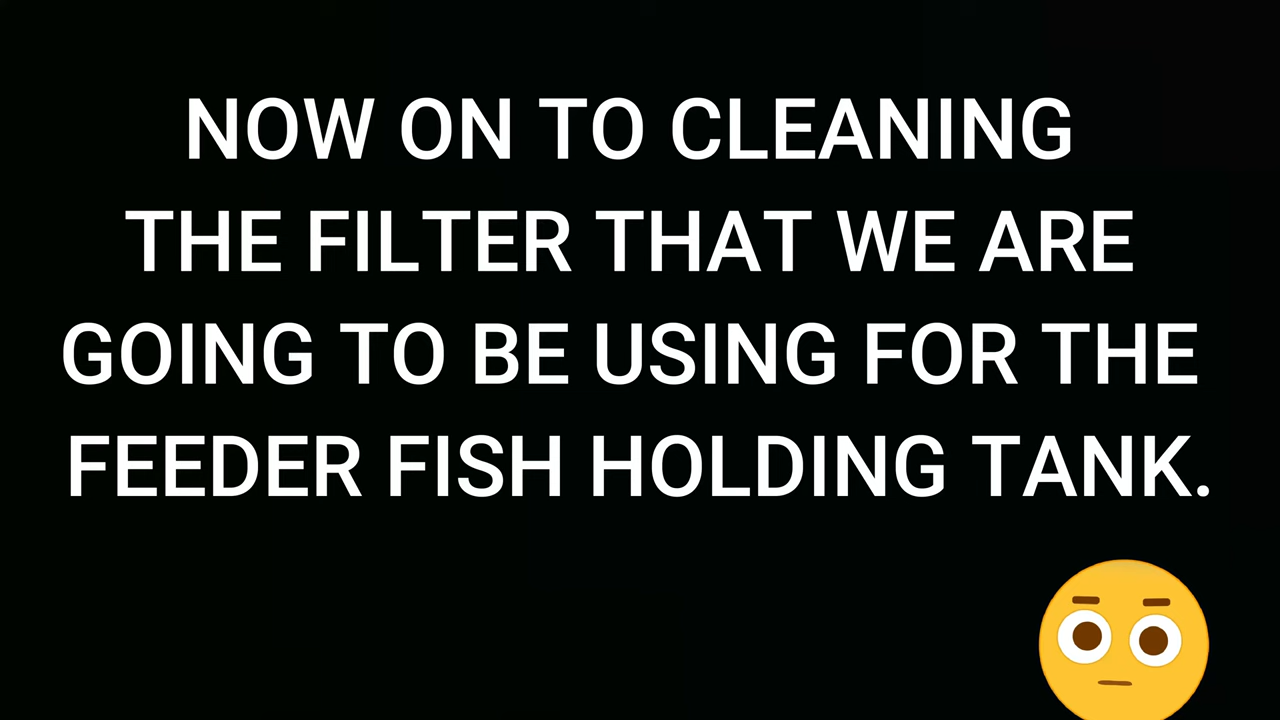 NOW ON TO CLEANING
THE FILTER THAT WE ARE
GOING TO BE USING FOR THE
FEEDER FISH HOLDING TANK.